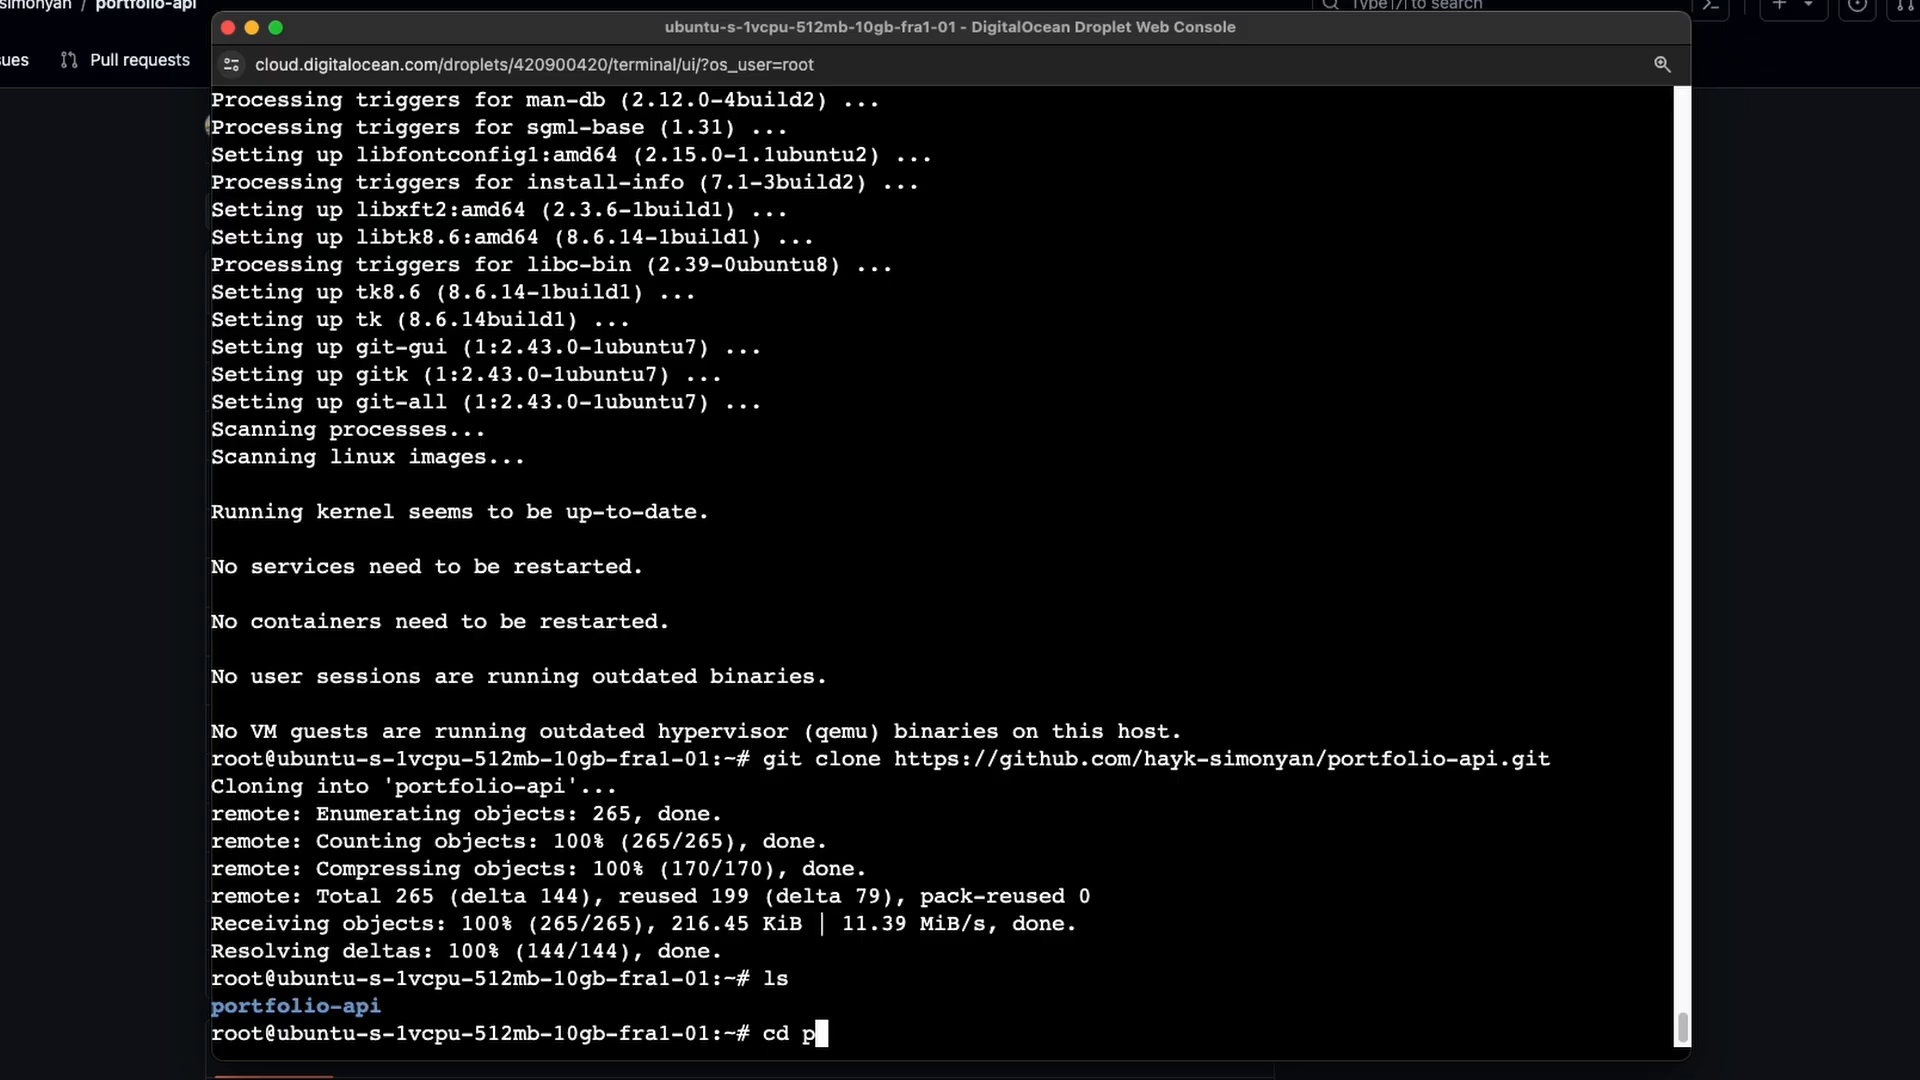 simonyan / portfolio-api
Type / to search
ues
Pull requests
ubuntu-s-1vcpu-512mb-10gb-fra1-01 - DigitalOcean Droplet Web Console
cloud.digitalocean.com/droplets/420900420/terminal/ui/?os_user=root
Processing triggers for man-db (2.12.0-4build2) ...
Processing triggers for sgml-base (1.31) ...
Setting up libfontconfig1:amd64 (2.15.0-1.1ubuntu2) ...
Processing triggers for install-info (7.1-3build2) ...
Setting up libxft2:amd64 (2.3.6-1build1) ...
Setting up libtk8.6:amd64 (8.6.14-1build1) ...
Processing triggers for libc-bin (2.39-0ubuntu8) ...
Setting up tk8.6 (8.6.14-1build1) ...
Setting up tk (8.6.14build1) ...
Setting up git-gui (1:2.43.0-1ubuntu7) ...
Setting up gitk (1:2.43.0-1ubuntu7) ...
Setting up git-all (1:2.43.0-1ubuntu7) ...
Scanning processes...
Scanning linux images...
Running kernel seems to be up-to-date.
No services need to be restarted.
No containers need to be restarted.
No user sessions are running outdated binaries.
No VM guests are running outdated hypervisor (qemu) binaries on this host.
root@ubuntu-s-1vcpu-512mb-10gb-fra1-01:~# git clone https://github.com/hayk-simonyan/portfolio-api.git
Cloning into 'portfolio-api'...
remote: Enumerating objects: 265, done.
remote: Counting objects: 100% (265/265), done.
remote: Compressing objects: 100% (170/170), done.
remote: Total 265 (delta 144), reused 199 (delta 79), pack-reused 0
Receiving objects: 100% (265/265), 216.45 KiB | 11.39 MiB/s, done.
Resolving deltas: 100% (144/144), done.
root@ubuntu-s-1vcpu-512mb-10gb-fra1-01:~# ls
portfolio-api
root@ubuntu-s-1vcpu-512mb-10gb-fra1-01:~# cd p